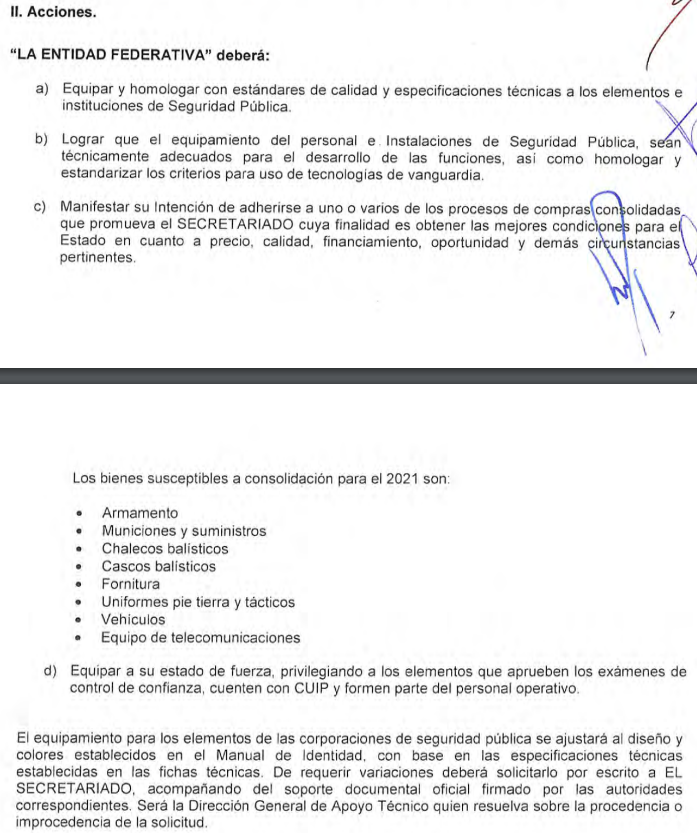 II. Acciones.
“LA ENTIDAD FEDERATIVA” deberá:
a) Equipar y homologar con estándares de calidad y especificaciones técnicas a los elementos e
instituciones de Seguridad Pública.
b) Lograr que el equipamiento del personal e Instalaciones de Seguridad Pública, sean
técnicamente adecuados para el desarrollo de las funciones, así como homologar y
estandarizar los criterios para uso de tecnologías de vanguardia.
c) Manifestar su Intención de adherirse a uno o varios de los procesos de compras consolidadas
que promueva el SECRETARIADO cuya finalidad es obtener las mejores condiciones para el
Estado en cuanto a precio, calidad, financiamiento, oportunidad y demás circunstancias
pertinentes.
7
Los bienes susceptibles a consolidación para el 2021 son:
• Armamento
• Municiones y suministros
• Chalecos balísticos
• Cascos balísticos
• Fornitura
• Uniformes pie tierra y tácticos
• Vehículos
• Equipo de telecomunicaciones
d) Equipar a su estado de fuerza, privilegiando a los elementos que aprueben los exámenes de
control de confianza, cuenten con CUIP y formen parte del personal operativo.
El equipamiento para los elementos de las corporaciones de seguridad pública se ajustará al diseño y
colores establecidos en el Manual de Identidad, con base en las especificaciones técnicas
establecidas en las fichas técnicas. De requerir variaciones deberá solicitarlo por escrito a EL
SECRETARIADO, acompañando del soporte documental oficial firmado por las autoridades
correspondientes. Será la Dirección General de Apoyo Técnico quien resuelva sobre la procedencia o
improcedencia de la solicitud.